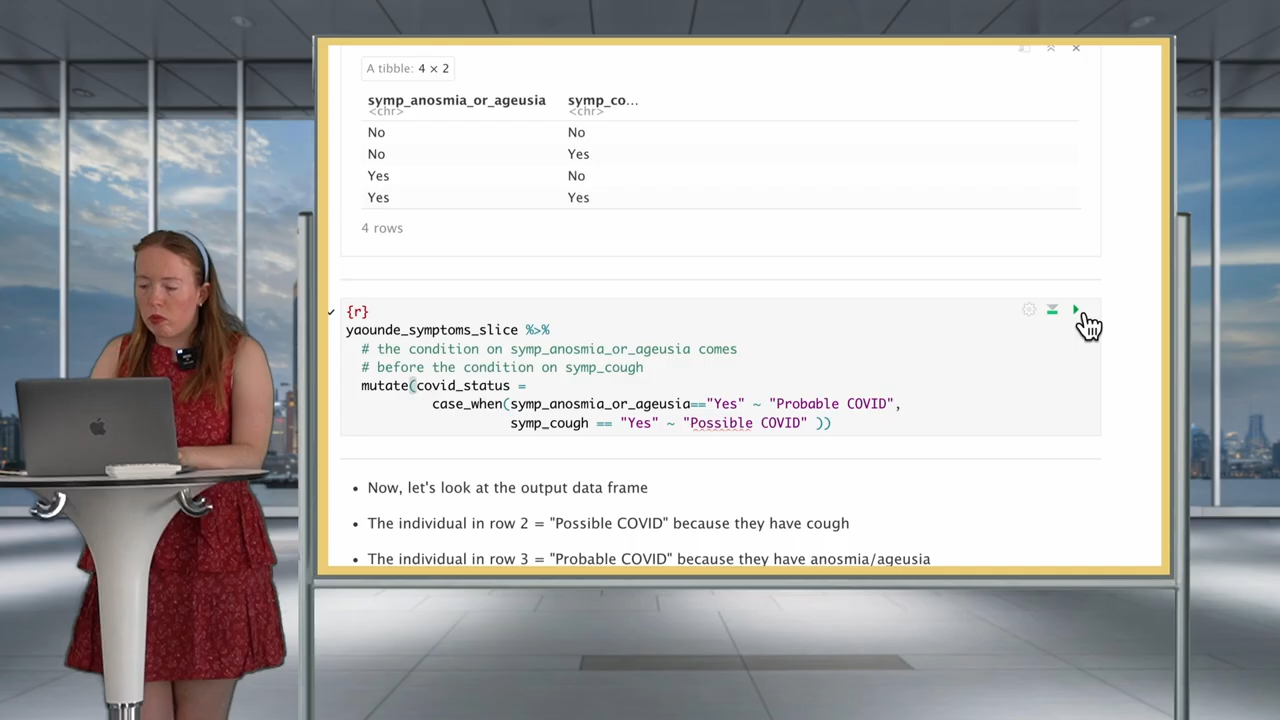 A tibble: 4 × 2
symp_anosmia_or_ageusia symp_co…
<chr> <chr>
No No
No Yes
Yes No
Yes Yes
4 rows
{r}
yaounde_symptoms_slice %>%
# the condition on symp_anosmia_or_ageusia comes
# before the condition on symp_cough
mutate(covid_status =
case_when(symp_anosmia_or_ageusia=="Yes" ~ "Probable COVID",
symp_cough == "Yes" ~ "Possible COVID" ))
• Now, let's look at the output data frame
• The individual in row 2 = "Possible COVID" because they have cough
• The individual in row 3 = "Probable COVID" because they have anosmia/ageusia